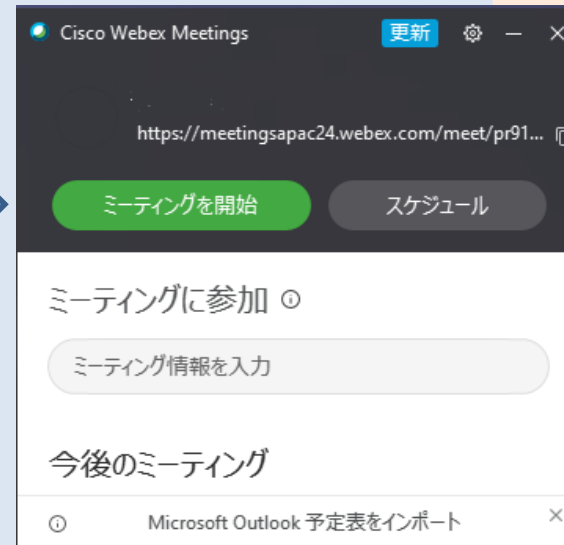 Cisco Webex Meetings 更新
https://meetingsapac24.webex.com/meet/pr91...
ミーティングを開始 スケジュール
ミーティングに参加
ミーティング情報を入力
今後のミーティング
Microsoft Outlook 予定表をインポート